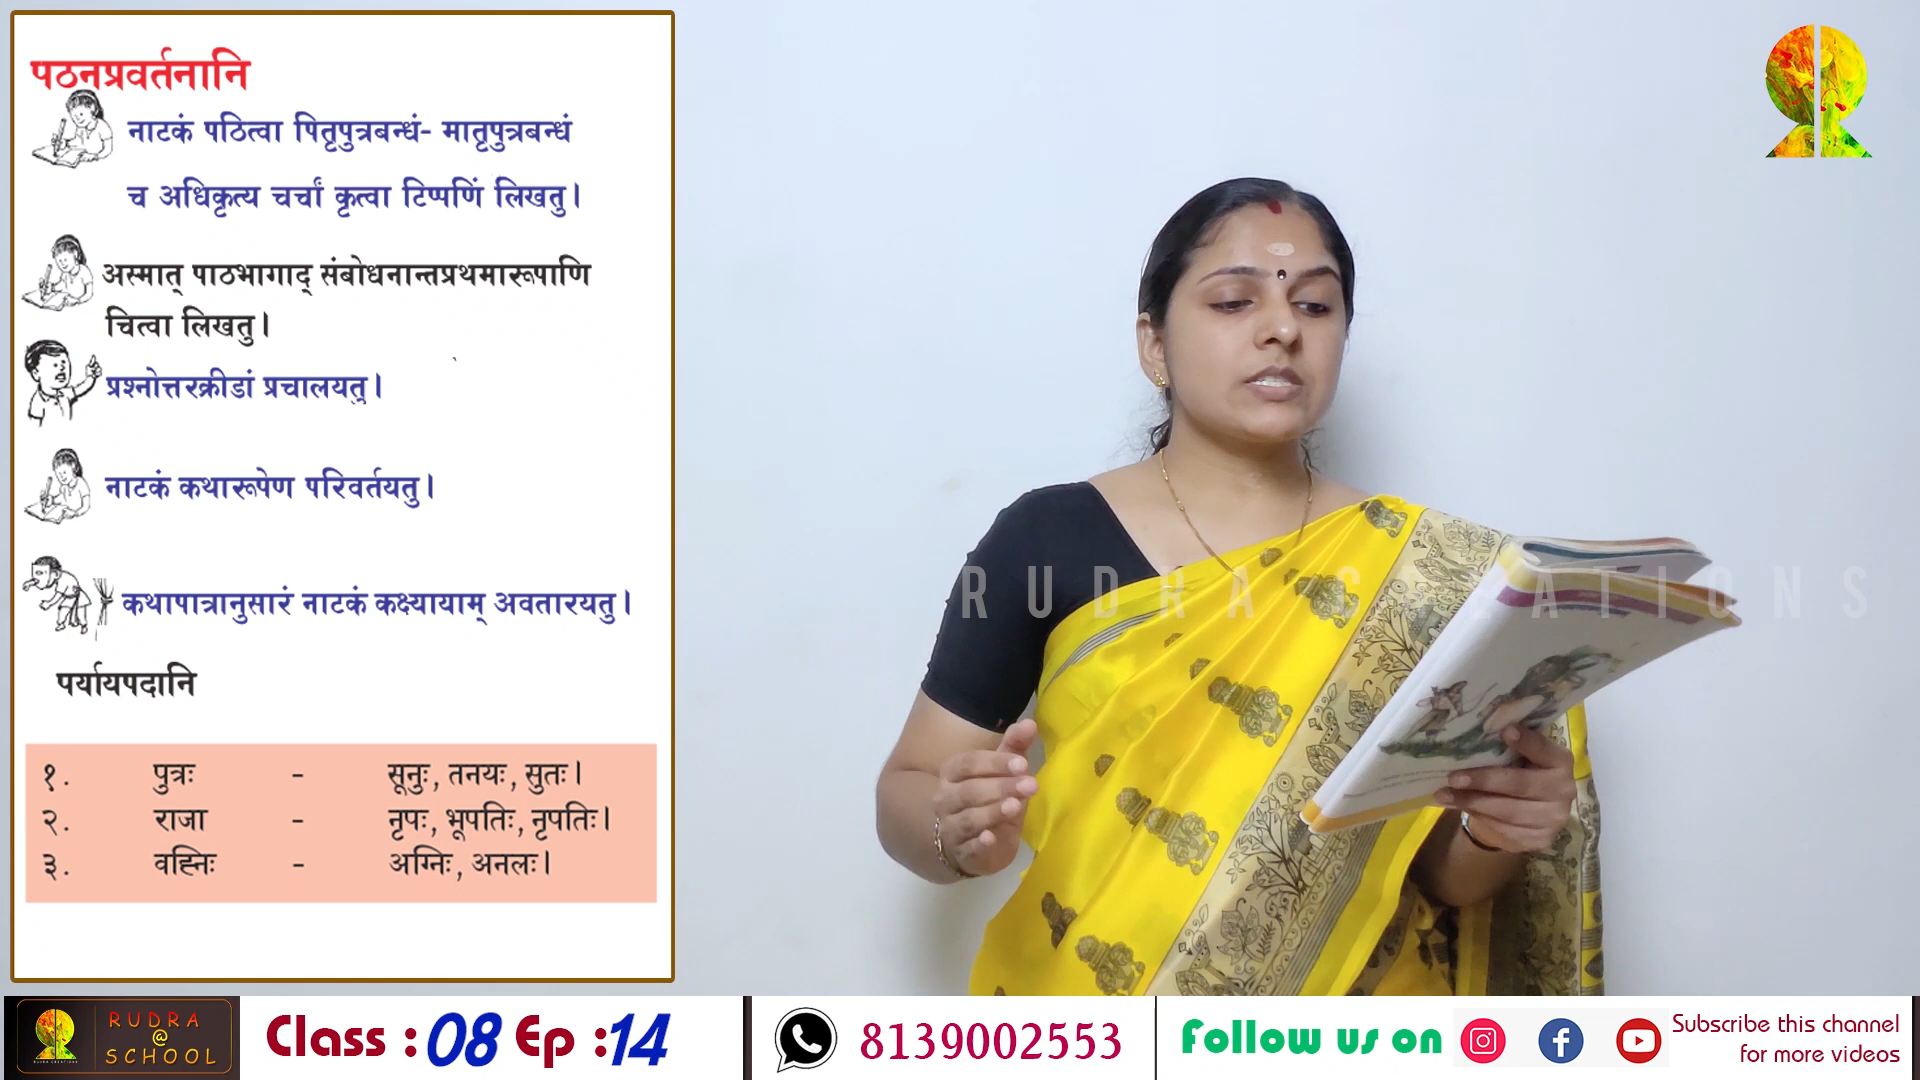 पठनप्रवर्तनानि
नाटकं पठित्वा पितृपुत्रबन्धं- मातृपुत्रबन्धं
च अधिकृत्य चर्चां कृत्वा टिप्पणिं लिखतु।
अस्मात् पाठभागाद् संबोधनान्तप्रथमारूपाणि
चित्वा लिखतु।
प्रश्नोत्तरक्रीडां प्रचालयतु।
नाटकं कथारूपेण परिवर्तयतु।
कथापात्रानुसारं नाटकं कक्ष्यायाम् अवतारयतु।
पर्यायपदानि
१. पुत्रः - सूनुः, तनयः, सुतः।
२. राजा - नृपः, भूपतिः, नृपतिः।
३. वह्निः - अग्निः, अनलः।
RUDRA CREATIONS
RUDRA
@
SCHOOL
Class : 08 Ep :14
8139002553
Follow us on
Subscribe this channel
for more videos